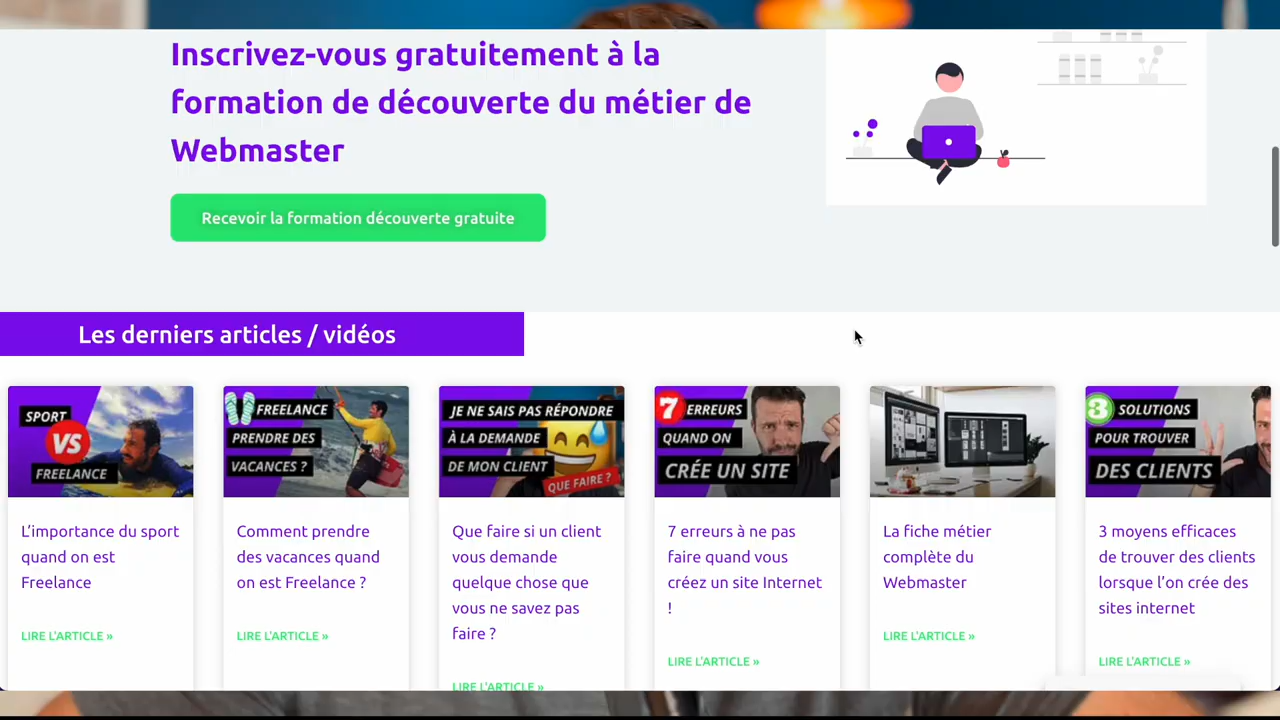 Inscrivez-vous gratuitement à la
formation de découverte du métier de
Webmaster
Recevoir la formation découverte gratuite
Les derniers articles / vidéos
SPORT
VS
FREELANCE
L'importance du sport
quand on est
Freelance
LIRE L'ARTICLE »
FREELANCE
PRENDRE DES
VACANCES ?
Comment prendre
des vacances quand
on est Freelance ?
LIRE L'ARTICLE »
JE NE SAIS PAS RÉPONDRE
À LA DEMANDE
DE MON CLIENT
QUE FAIRE ?
Que faire si un client
vous demande
quelque chose que
vous ne savez pas
faire ?
LIRE L'ARTICLE »
7 ERREURS
QUAND ON
CRÉE UN SITE
7 erreurs à ne pas
faire quand vous
créez un site Internet
!
LIRE L'ARTICLE »
La fiche métier
complète du
Webmaster
LIRE L'ARTICLE »
3 SOLUTIONS
POUR TROUVER
DES CLIENTS
3 moyens efficaces
de trouver des clients
lorsque l'on crée des
sites internet
LIRE L'ARTICLE »